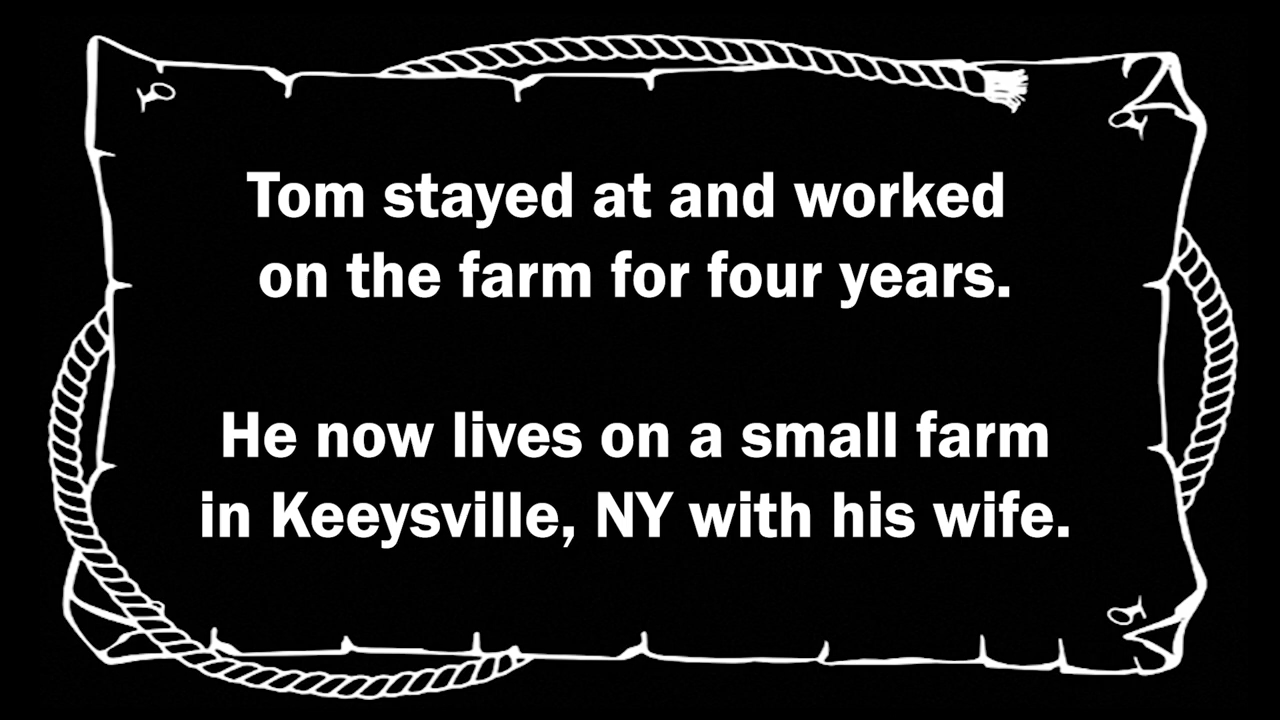 Tom stayed at and worked
on the farm for four years.
He now lives on a small farm
in Keeysville, NY with his wife.